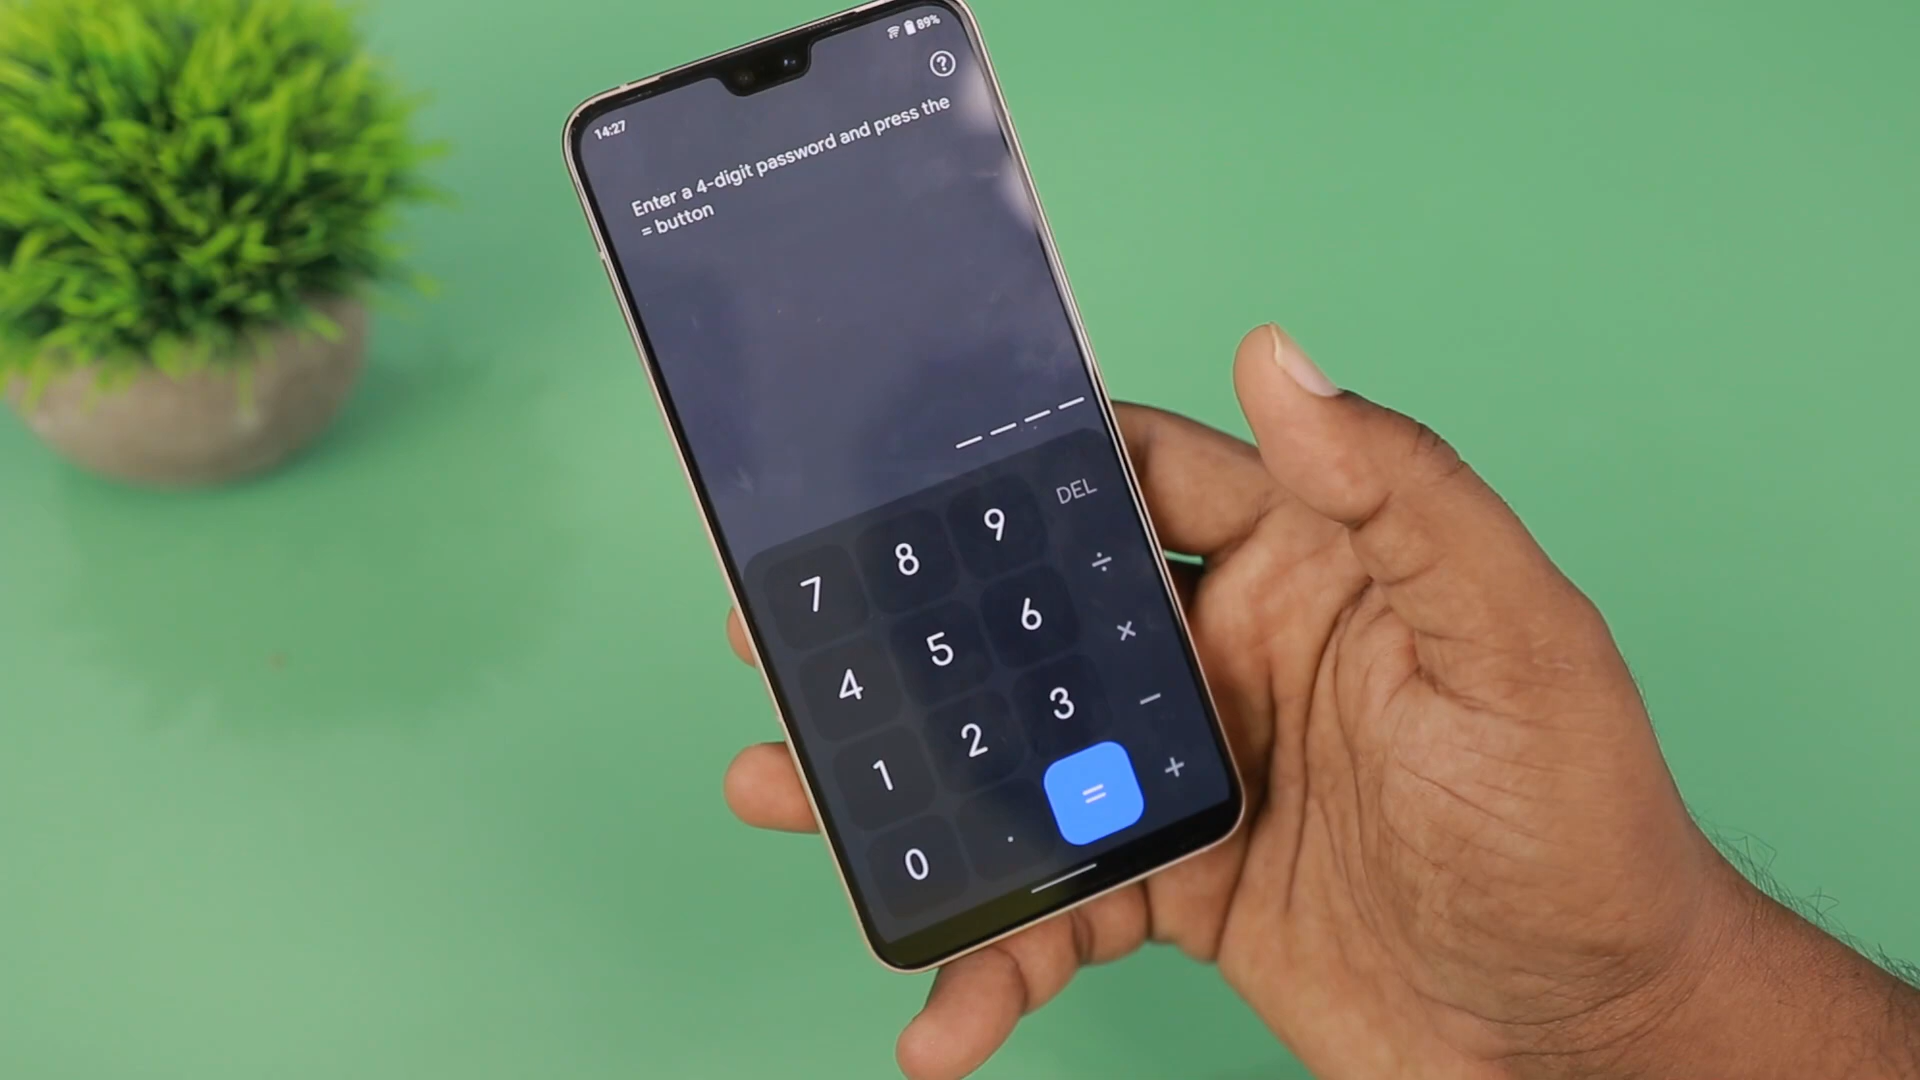 14:27
89%
?
Enter a 4-digit password and press the
= button
_ _ _ _
7 8 9 DEL
÷
4 5 6 ×
1 2 3 −
0 . = +